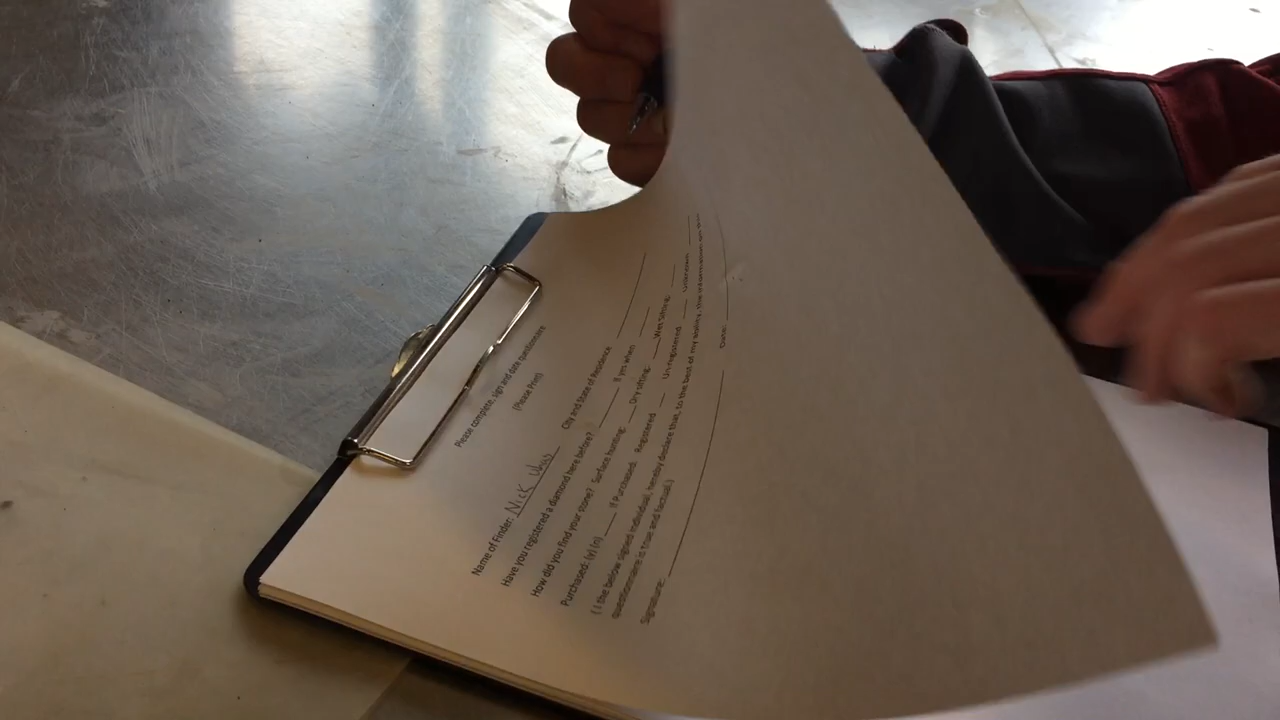 Please complete, sign and date questionnaire
(Please Print)
Name of Finder: Nick City and State of Residence
Have you registered a diamond here before? If yes when
How did you find your stone? Surface hunting: Dry sifting: Wet sifting:
Purchased: (y) (n) If Purchased: Registered Unregistered Unknown
( I the below signed individual, hereby declare that, to the best of my ability, the information on this
questionnaire is true and factual.)
Signature: Date: